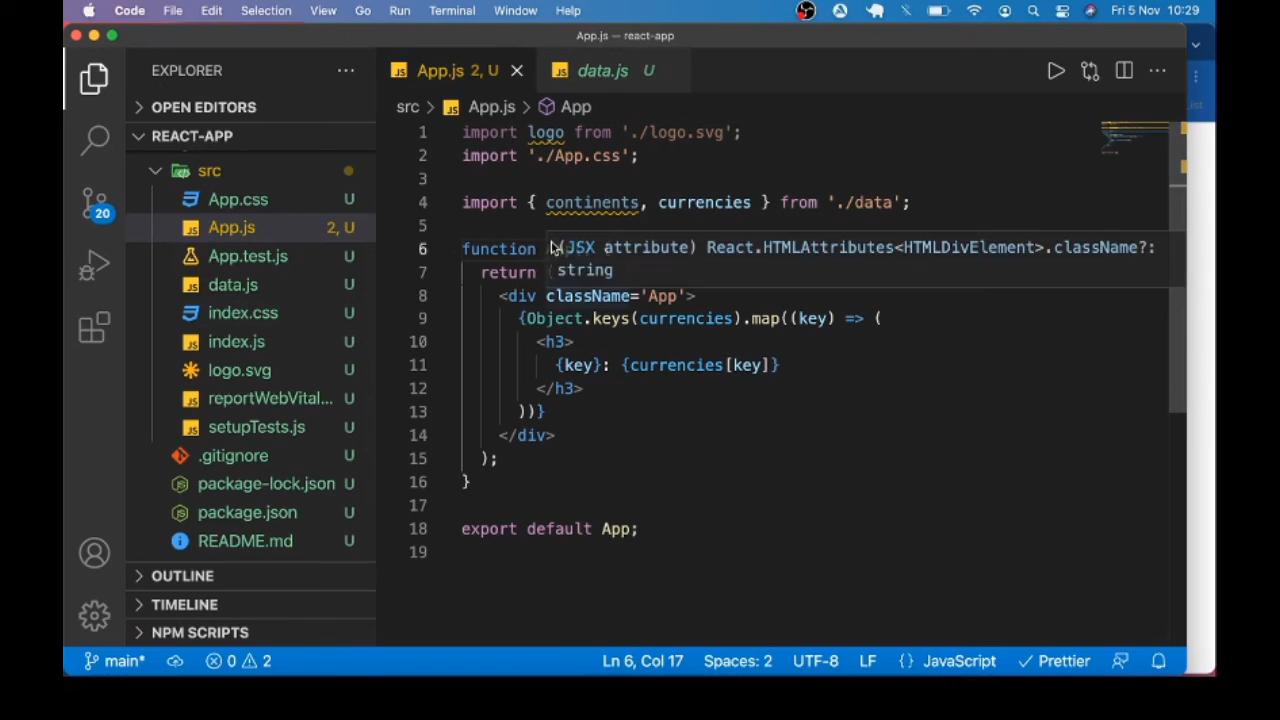 Code File Edit Selection View Go Run Terminal Window Help Fri 5 Nov 10:29
App.js — react-app
EXPLORER
App.js 2, U
data.js U
OPEN EDITORS
src App.js App
REACT-APP
src
App.css U
App.js 2, U
App.test.js U
data.js U
index.css U
index.js U
logo.svg U
reportWebVital... U
setupTests.js U
.gitignore U
package-lock.json U
package.json U
README.md U
OUTLINE
TIMELINE
NPM SCRIPTS
20
1 import logo from './logo.svg';
2 import './App.css';
3
4 import { continents, currencies } from './data';
5
6 function
(JSX attribute) React.HTMLAttributes<HTMLDivElement>.className?:
string
7 return
8 <div className='App'>
9 {Object.keys(currencies).map((key) => (
10 <h3>
11 {key}: {currencies[key]}
12 </h3>
13 ))}
14 </div>
15 );
16 }
17
18 export default App;
19
main* 0 2 Ln 6, Col 17 Spaces: 2 UTF-8 LF {} JavaScript Prettier